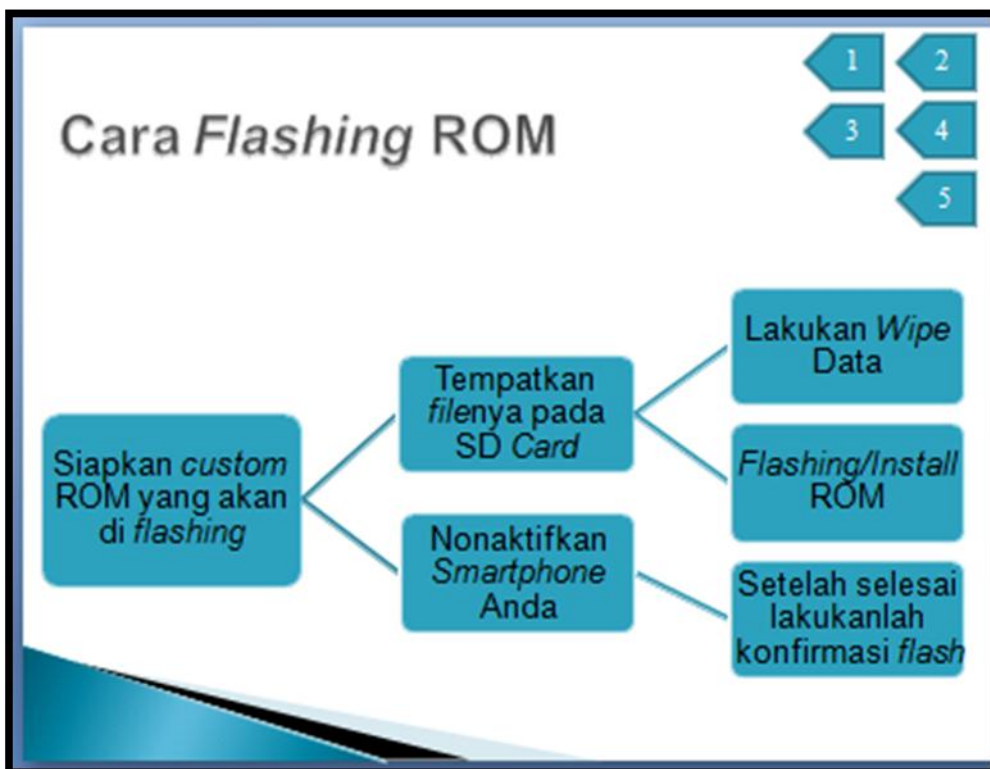 1
2
Cara Flashing ROM
3
4
5
Siapkan custom
ROM yang akan
di flashing
Tempatkan
filenya pada
SD Card
Nonaktifkan
Smartphone
Anda
Lakukan Wipe
Data
Flashing/Install
ROM
Setelah selesai
lakukanlah
konfirmasi flash